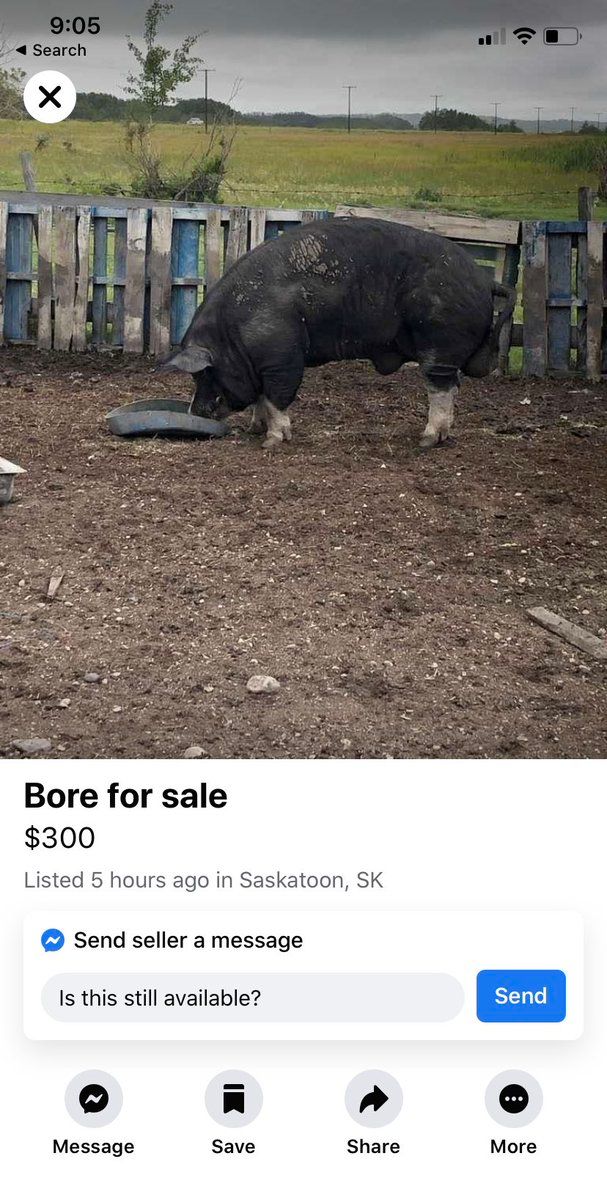 9:05
Search
Bore for sale
$300
Listed 5 hours ago in Saskatoon, SK
Send seller a message
Is this still available?
Send
Message Save Share More